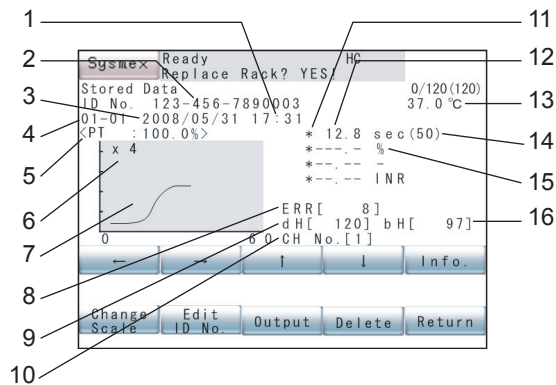 1
2
3
4
5
6
7
8
9
10
11
12
13
14
15
16
Sysmex
Ready HC
Replace Rack? YES!
Stored Data 0/120(120)
ID No. 123-456-7890003 37.0 °C
01-01 2008/05/31 17:31
<PT :100.0%> * 12.8 sec(50)
x 4 *---.- %
*--.-- -
*--.-- INR
ERR[ 8]
dH[ 120] bH[ 97]
0 60 CH No.[1]
← → ↑ ↓ Info.
Change Scale
Edit ID No.
Output
Delete
Return